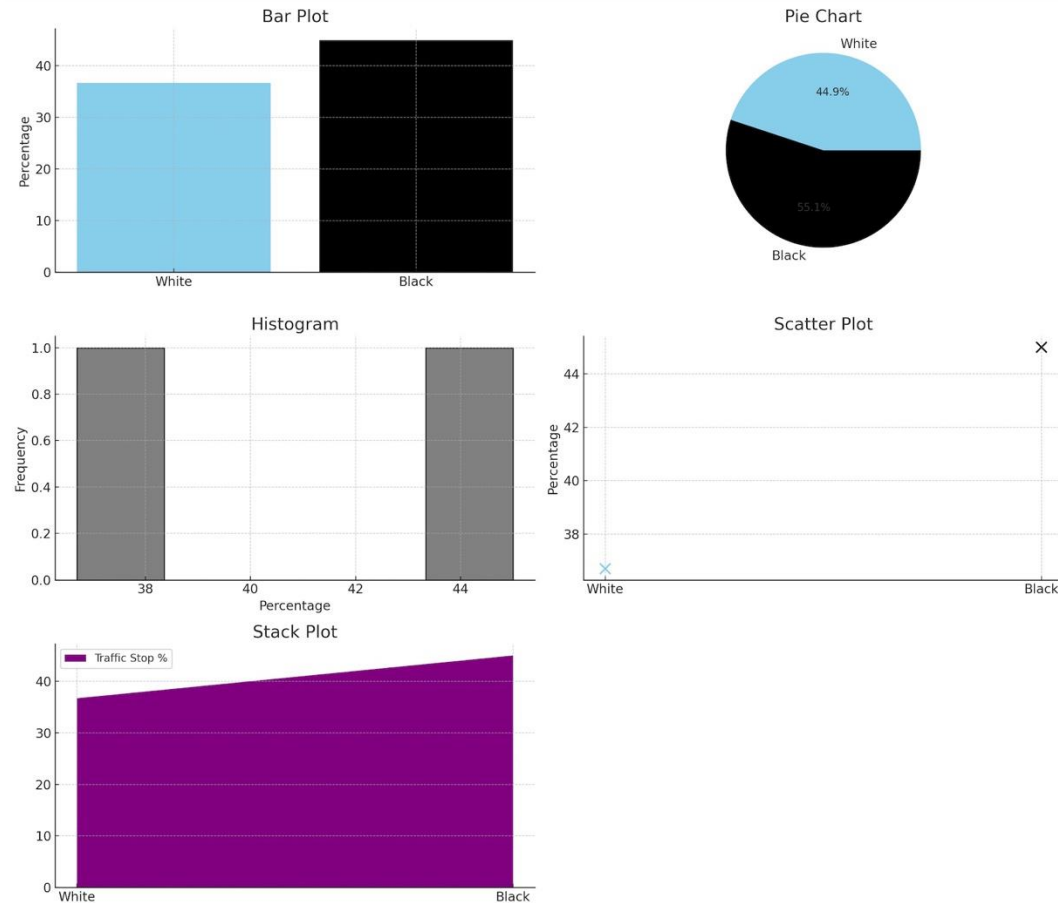 Bar Plot
Percentage
40
30
20
10
0
White
Black
Pie Chart
White
44.9%
55.1%
Black
Histogram
Frequency
1.0
0.8
0.6
0.4
0.2
0.0
38
40
42
44
Percentage
Scatter Plot
Percentage
44
42
40
38
White
Black
Stack Plot
Traffic Stop %
40
30
20
10
0
White
Black